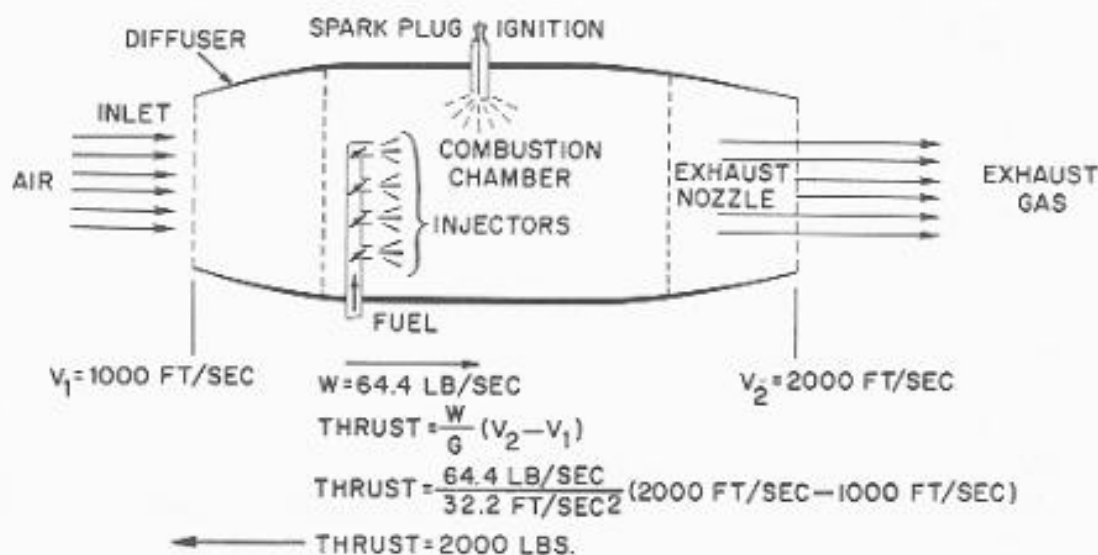 SPARK PLUG IGNITION
DIFFUSER
INLET
AIR
COMBUSTION
CHAMBER
INJECTORS
EXHAUST
NOZZLE
EXHAUST
GAS
FUEL
V₁=1000 FT/SEC
W=64.4 LB/SEC
V₂=2000 FT/SEC
THRUST=W/G (V₂-V₁)
THRUST=64.4 LB/SEC/32.2 FT/SEC² (2000 FT/SEC-1000 FT/SEC)
THRUST=2000 LBS.